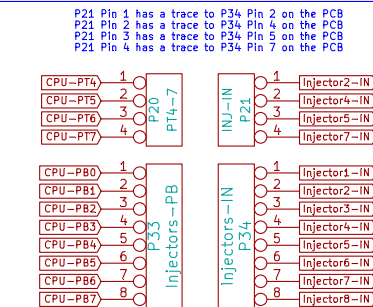 P21 Pin 1 has a trace to P34 Pin 2 on the PCB
P21 Pin 2 has a trace to P34 Pin 4 on the PCB
P21 Pin 3 has a trace to P34 Pin 5 on the PCB
P21 Pin 4 has a trace to P34 Pin 7 on the PCB
CPU-PT4 1
CPU-PT5 2
CPU-PT6 3
CPU-PT7 4
P20
PT4-7
INJ-IN
P21
1 Injector2-IN
2 Injector4-IN
3 Injector5-IN
4 Injector7-IN
CPU-PB0 1
CPU-PB1 2
CPU-PB2 3
CPU-PB3 4
CPU-PB4 5
CPU-PB5 6
CPU-PB6 7
CPU-PB7 8
P33
Injectors-PB
Injectors-IN
P34
1 Injector1-IN
2 Injector2-IN
3 Injector3-IN
4 Injector4-IN
5 Injector5-IN
6 Injector6-IN
7 Injector7-IN
8 Injector8-IN